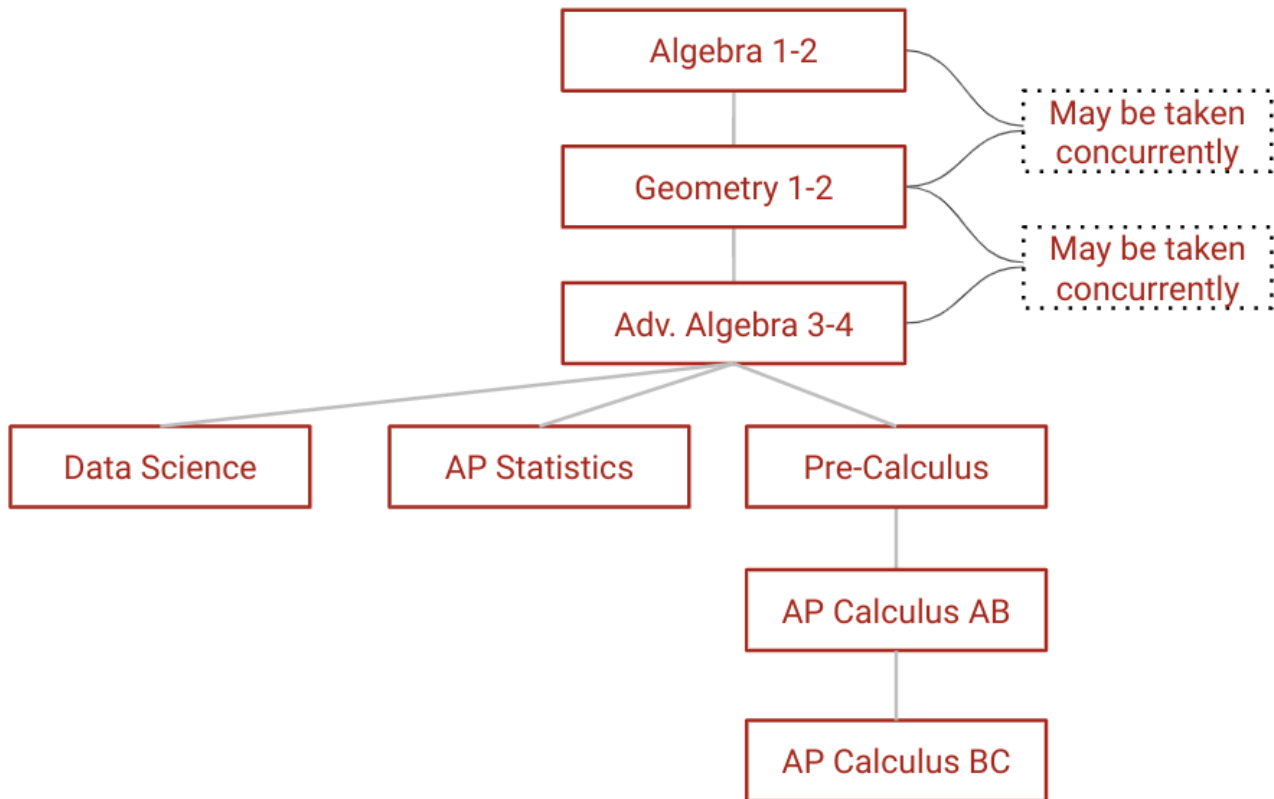 Algebra 1-2
May be taken
concurrently
Geometry 1-2
May be taken
concurrently
Adv. Algebra 3-4
Data Science
AP Statistics
Pre-Calculus
AP Calculus AB
AP Calculus BC